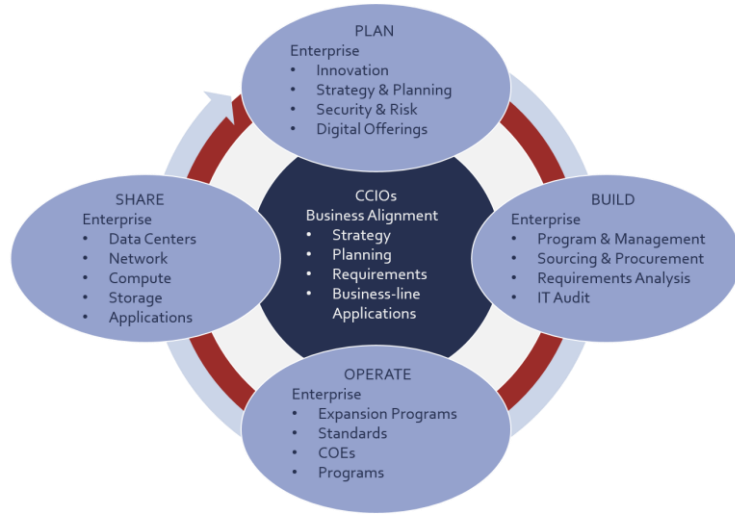 PLAN
Enterprise
• Innovation
• Strategy & Planning
• Security & Risk
• Digital Offerings
SHARE
Enterprise
• Data Centers
• Network
• Compute
• Storage
• Applications
CCIOs
Business Alignment
• Strategy
• Planning
• Requirements
• Business-line
Applications
BUILD
Enterprise
• Program & Management
• Sourcing & Procurement
• Requirements Analysis
• IT Audit
OPERATE
Enterprise
• Expansion Programs
• Standards
• COEs
• Programs